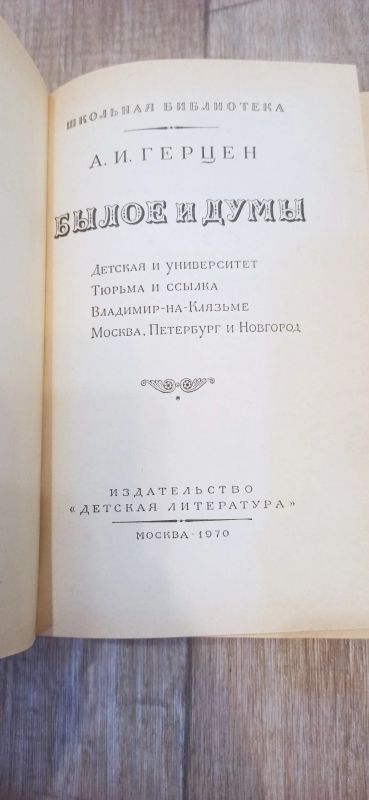 ШКОЛЬНАЯ БИБЛИОТЕКА
А. И. ГЕРЦЕН
БЫЛОЕ И ДУМЫ
Детская и университет
Тюрьма и ссылка
Владимир-на-Клязьме
Москва, Петербург и Новгород
ИЗДАТЕЛЬСТВО
«ДЕТСКАЯ ЛИТЕРАТУРА»
МОСКВА · 1970